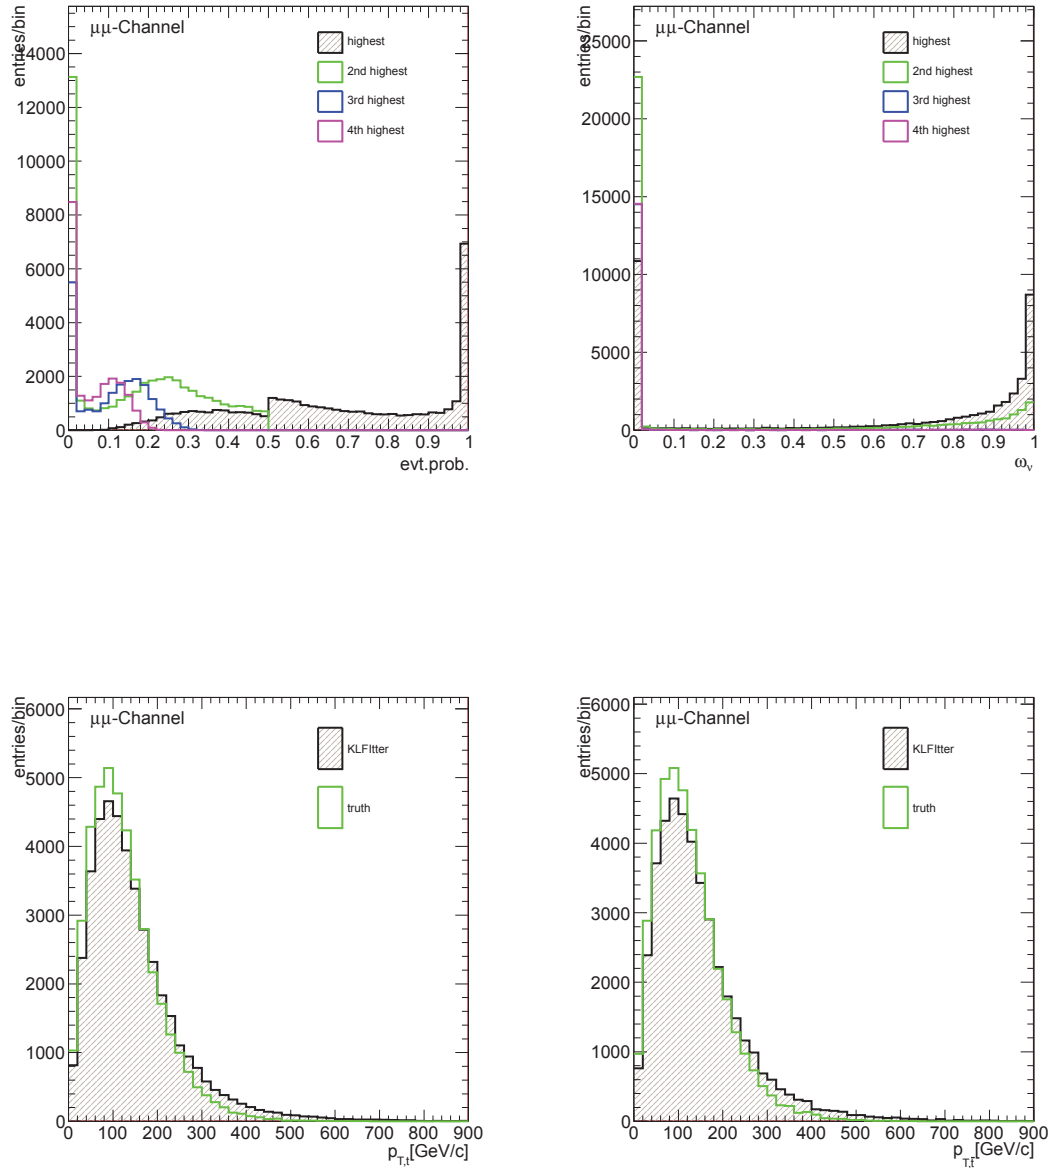 entries/bin
μμ-Channel
highest
2nd highest
3rd highest
4th highest
14000
12000
10000
8000
6000
4000
2000
0
0 0.1 0.2 0.3 0.4 0.5 0.6 0.7 0.8 0.9 1
evt.prob.
entries/bin
μμ-Channel
highest
2nd highest
3rd highest
4th highest
25000
20000
15000
10000
5000
0
0.1 0.2 0.3 0.4 0.5 0.6 0.7 0.8 0.9 1
ων
entries/bin
μμ-Channel
KLFItter
truth
6000
5000
4000
3000
2000
1000
0
0 100 200 300 400 500 600 700 800 900
pT,t[GeV/c]
entries/bin
μμ-Channel
KLFItter
truth
6000
5000
4000
3000
2000
1000
0
0 100 200 300 400 500 600 700 800 900
pT,t̄[GeV/c]